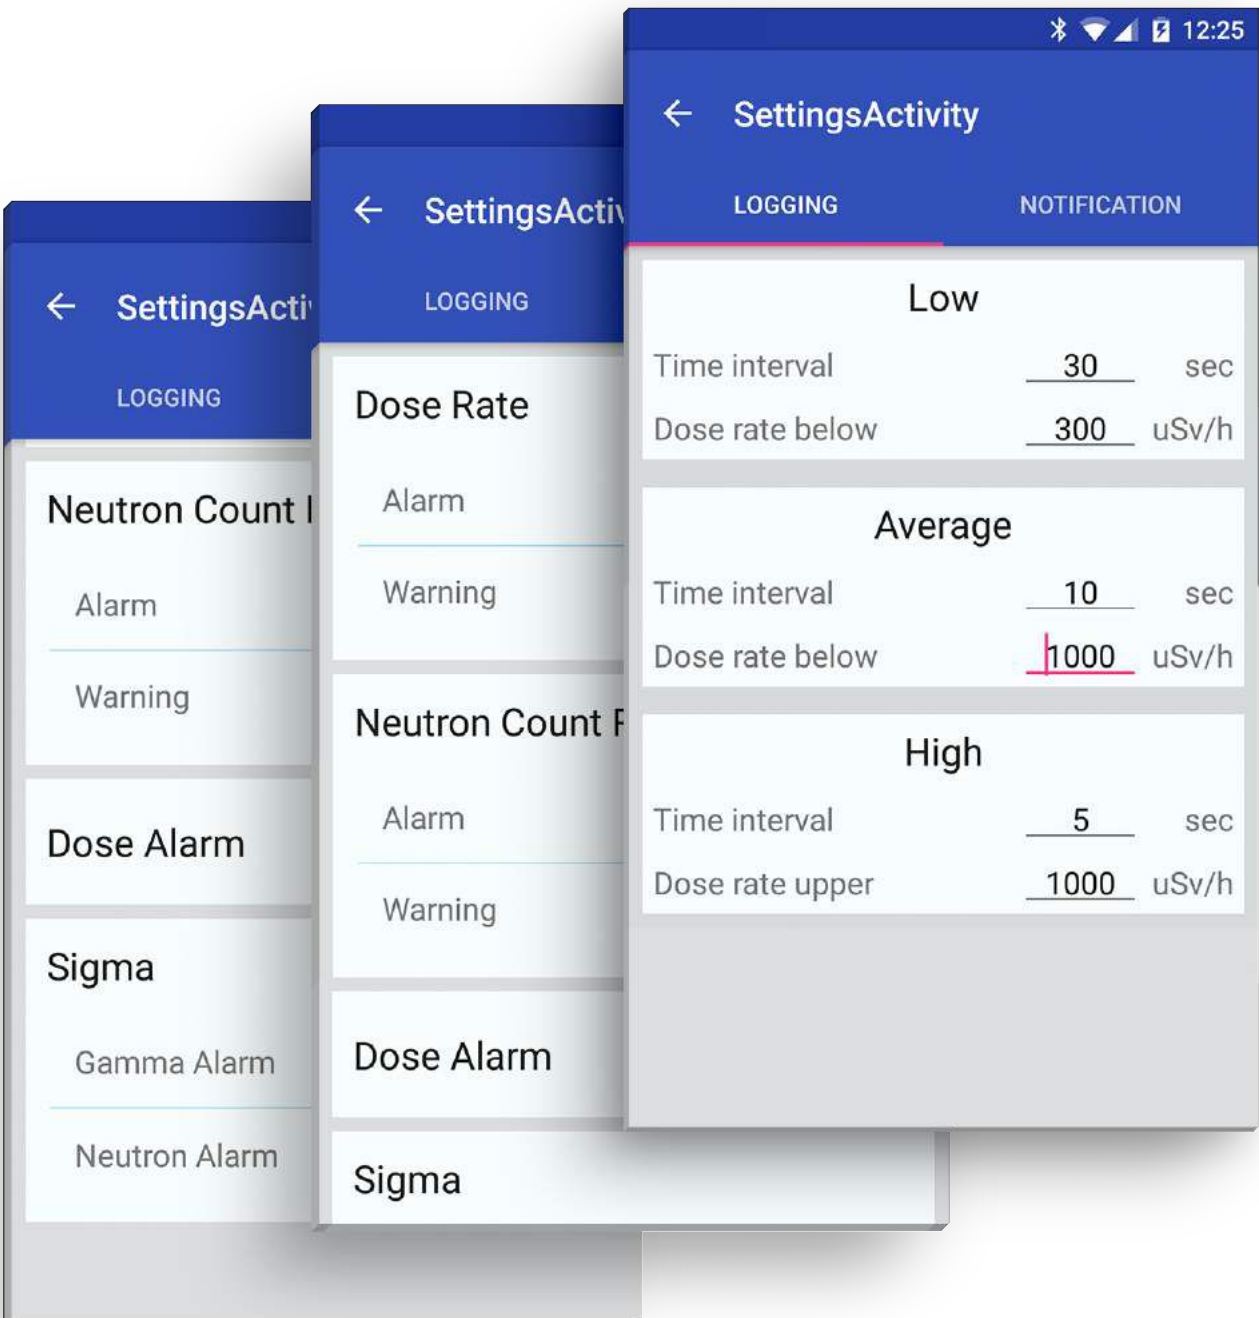 12:25
SettingsActivity
LOGGING NOTIFICATION
Low
Time interval 30 sec
Dose rate below 300 uSv/h
Average
Time interval 10 sec
Dose rate below 1000 uSv/h
High
Time interval 5 sec
Dose rate upper 1000 uSv/h
SettingsActiv
LOGGING
Dose Rate
Alarm
Warning
Neutron Count
Alarm
Warning
Dose Alarm
Sigma
SettingsActi
LOGGING
Neutron Count
Alarm
Warning
Dose Alarm
Sigma
Gamma Alarm
Neutron Alarm